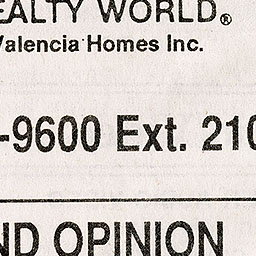 EALTY WORLD®
Valencia Homes Inc.
-9600 Ext. 210
ND OPINION